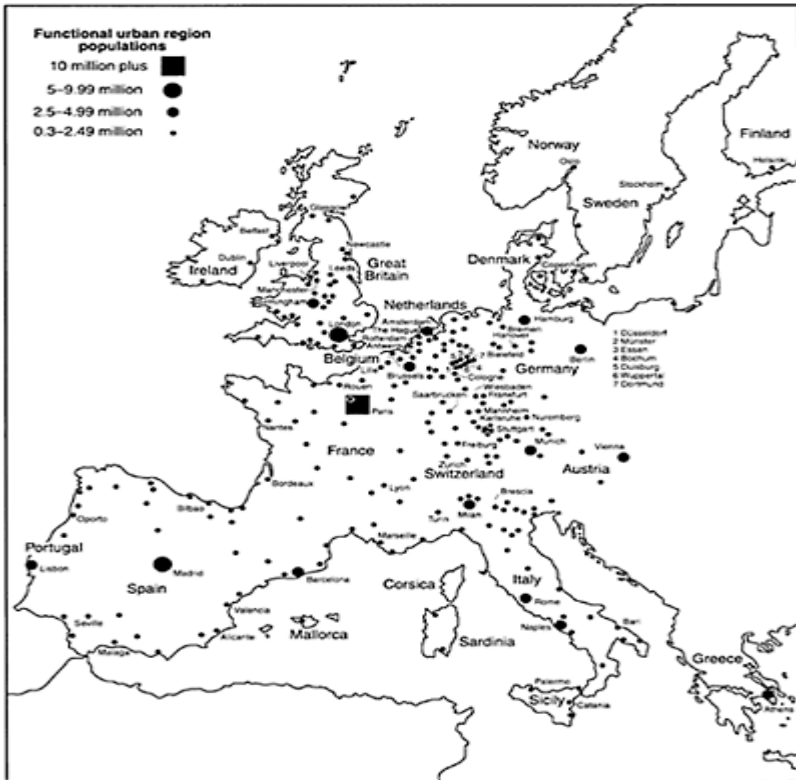 Functional urban region
populations
10 million plus
5–9.99 million
2.5–4.99 million
0.3–2.49 million
Norway
Oslo
Finland
Helsinki
Stockholm
Sweden
Glasgow
Belfast
Newcastle
Dublin
Ireland
Liverpool
Leeds
Great
Britain
Denmark
Copenhagen
Manchester
Birmingham
Netherlands
London
Amsterdam
The Hague
Rotterdam
Antwerp
Hamburg
Bremen
Hanover
1 Düsseldorf
2 Münster
3 Essen
4 Bochum
5 Duisburg
6 Wuppertal
7 Dortmund
Belgium
Lille
Brussels
7 Bielefeld
Berlin
Germany
Cologne
Rouen
Paris
Wiesbaden
Saarbrucken
Frankfurt
Mannheim
Karlsruhe
Nuremberg
Nantes
Stuttgart
France
Freiburg
Munich
Vienna
Zurich
Switzerland
Austria
Bordeaux
Lyon
Brescia
Milan
Turin
Bilbao
Oporto
Marseille
Portugal
Lisbon
Spain
Madrid
Barcelona
Corsica
Italy
Rome
Valencia
Mallorca
Seville
Alicante
Malaga
Sardinia
Naples
Bari
Greece
Athens
Palermo
Sicily
Catania